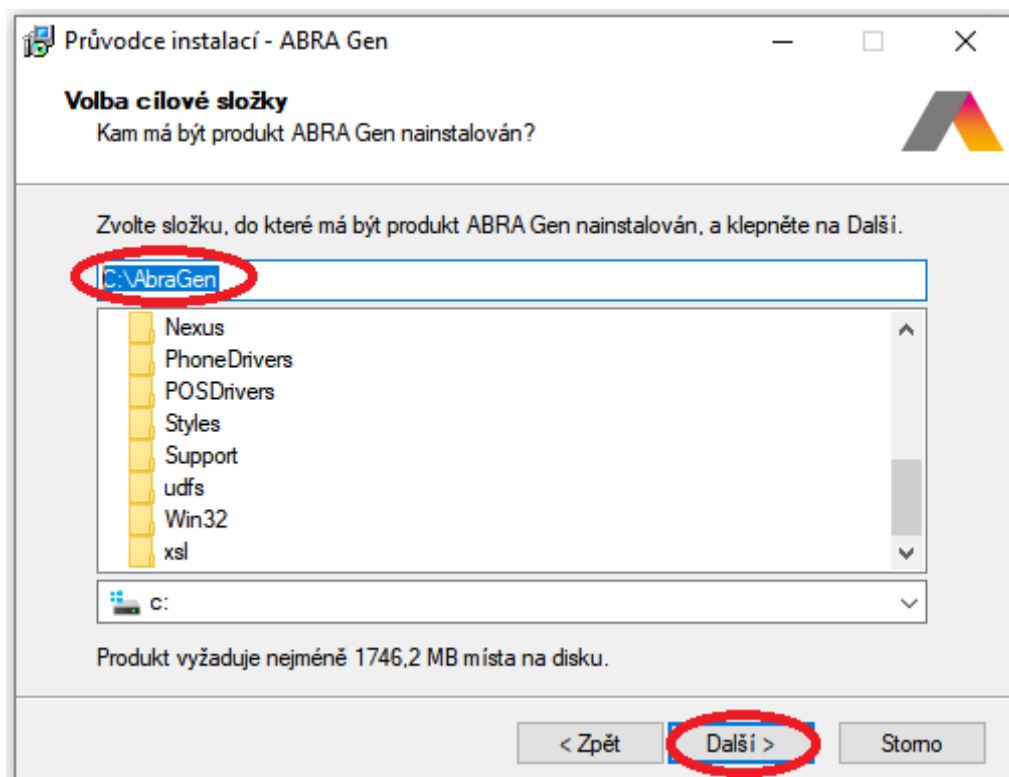 Průvodce instalací - ABRA Gen
Volba cílové složky
Kam má být produkt ABRA Gen nainstalován?
Zvolte složku, do které má být produkt ABRA Gen nainstalován, a klepněte na Další.
C:\AbraGen
Nexus
PhoneDrivers
POSDrivers
Styles
Support
udfs
Win32
xsl
c:
Produkt vyžaduje nejméně 1746,2 MB místa na disku.
< Zpět Další > Storno